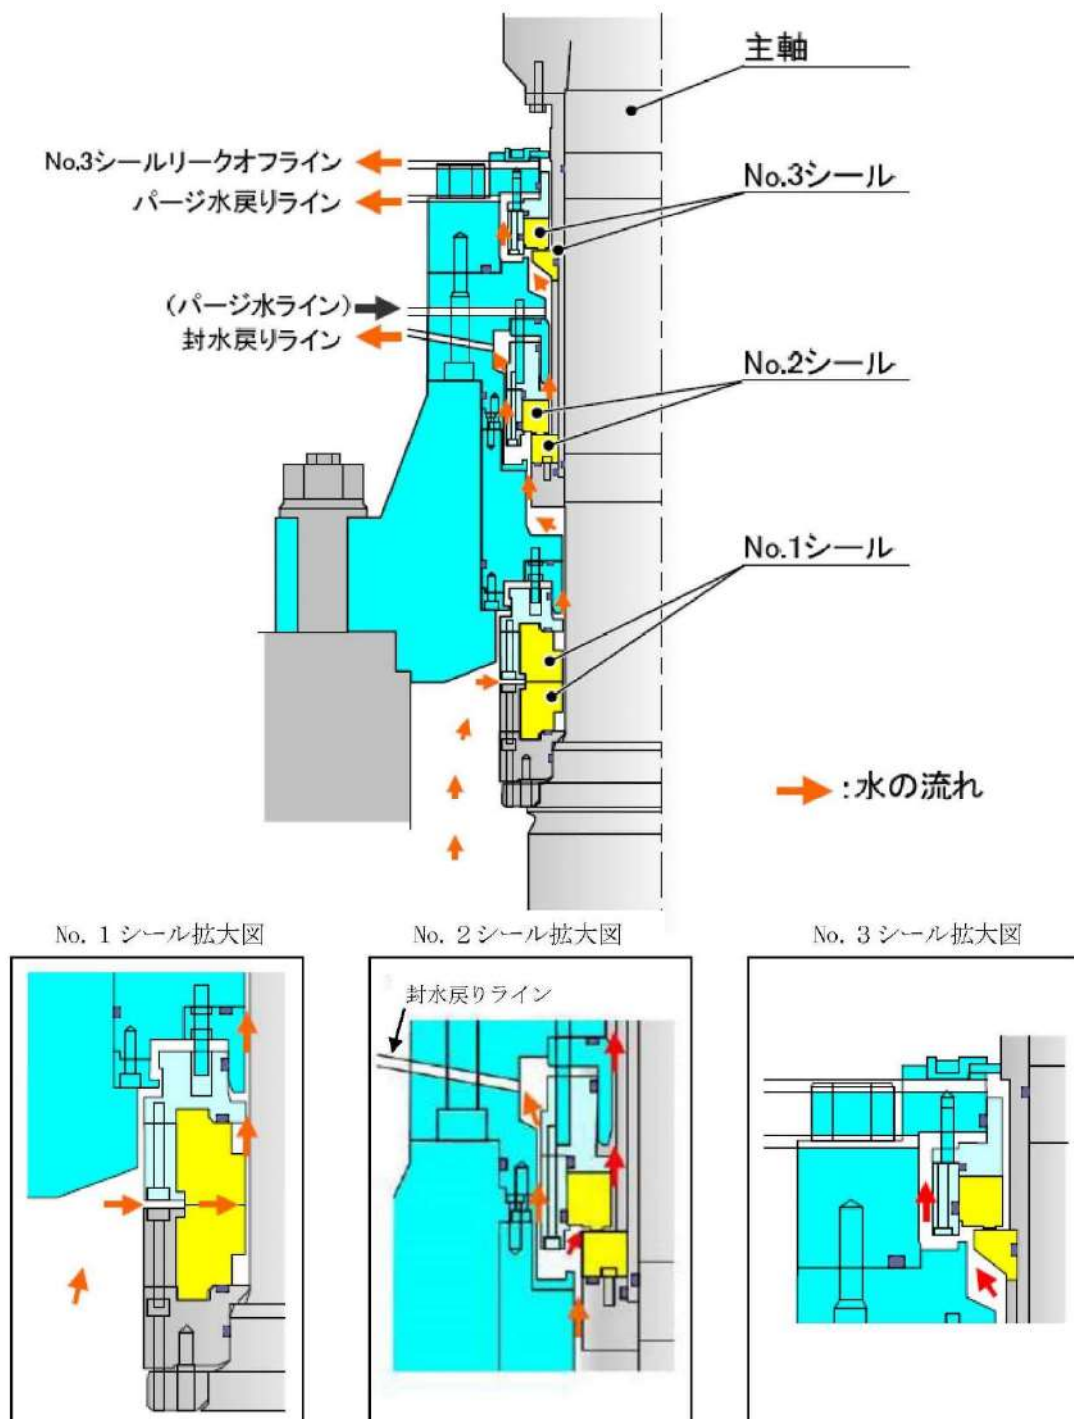 主軸
No.3シールリークオフライン
パージ水戻りライン
No.3シール
(パージ水ライン)
封水戻りライン
No.2シール
No.1シール
:水の流れ
No. 1 シール拡大図
No. 2 シール拡大図
No. 3 シール拡大図
封水戻りライン